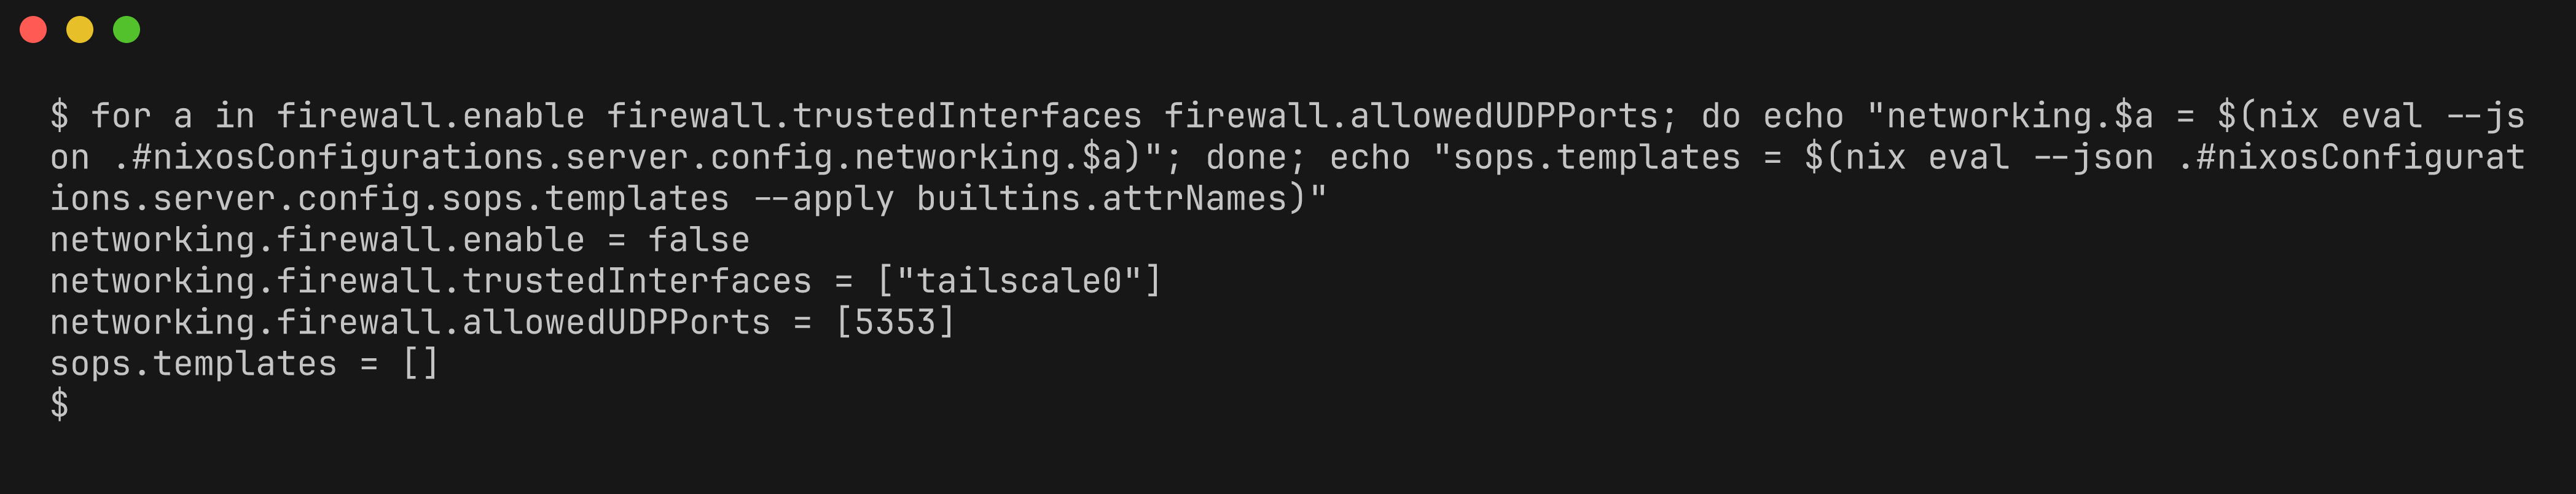 $ for a in firewall.enable firewall.trustedInterfaces firewall.allowedUDPPorts; do echo "networking.$a = $(nix eval --js
on .#nixosConfigurations.server.config.networking.$a)"; done; echo "sops.templates = $(nix eval --json .#nixosConfigurat
ions.server.config.sops.templates --apply builtins.attrNames)"
networking.firewall.enable = false
networking.firewall.trustedInterfaces = ["tailscale0"]
networking.firewall.allowedUDPPorts = [5353]
sops.templates = []
$